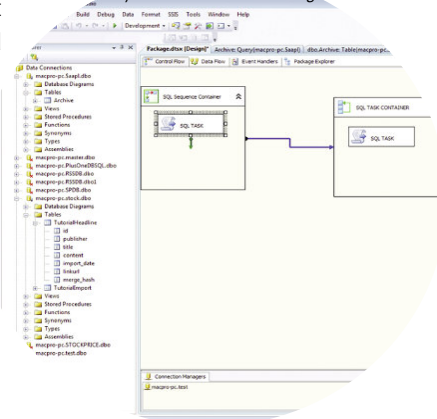 Build Debug Data Format SSIS Tools Window Help
Development
Package.dtsx [Design]* Archive: Query(macpro-pc.Saapl) dbo.Archive: Table(macpro-pc.
Control Flow Data Flow Event Handlers Package Explorer
Data Connections
macpro-pc.Saapl.dbo
Database Diagrams
Tables
Archive
Views
Stored Procedures
Functions
Synonyms
Types
Assemblies
macpro-pc.master.dbo
macpro-pc.PlusOneDBSQL.dbo
macpro-pc.RSSDB.dbo
macpro-pc.RSSDB.dbo1
macpro-pc.SPDB.dbo
macpro-pc.stock.dbo
Database Diagrams
Tables
TutorialHeadline
id
publisher
title
content
import_date
linkurl
merge_hash
TutorialImport
Views
Stored Procedures
Functions
Synonyms
Types
Assemblies
macpro-pc.STOCKPRICE.dbo
macpro-pc.test.dbo
SQL Sequence Container
SQL TASK
SQL TASK CONTAINER
SQL TASK
Connection Managers
macpro-pc.test